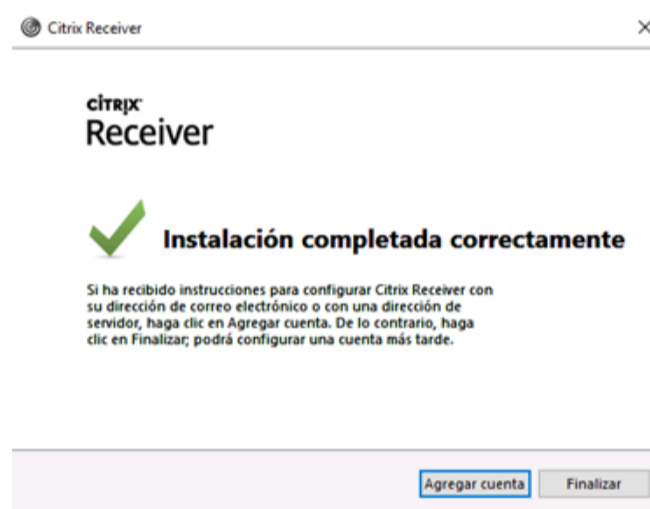 Citrix Receiver
CİTRIX
Receiver
Instalación completada correctamente
Si ha recibido instrucciones para configurar Citrix Receiver con
su dirección de correo electrónico o con una dirección de
servidor, haga clic en Agregar cuenta. De lo contrario, haga
clic en Finalizar; podrá configurar una cuenta más tarde.
Agregar cuenta
Finalizar